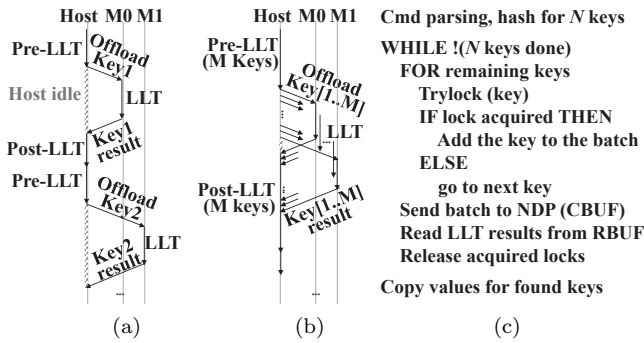 Host M0 M1
Pre-LLT
Offload
Key1
Host idle
LLT
Key1
result
Post-LLT
Pre-LLT
Offload
Key2
LLT
Key2
result
...
(a)
Host M0 M1
Pre-LLT
(M Keys)
Offload
Key[1..M]
...
LLT
...
...
Post-LLT
(M keys)
Key[1..M]
result
...
(b)
Cmd parsing, hash for N keys
WHILE !(N keys done)
FOR remaining keys
Trylock (key)
IF lock acquired THEN
Add the key to the batch
ELSE
go to next key
Send batch to NDP (CBUF)
Read LLT results from RBUF
Release acquired locks
Copy values for found keys
(c)